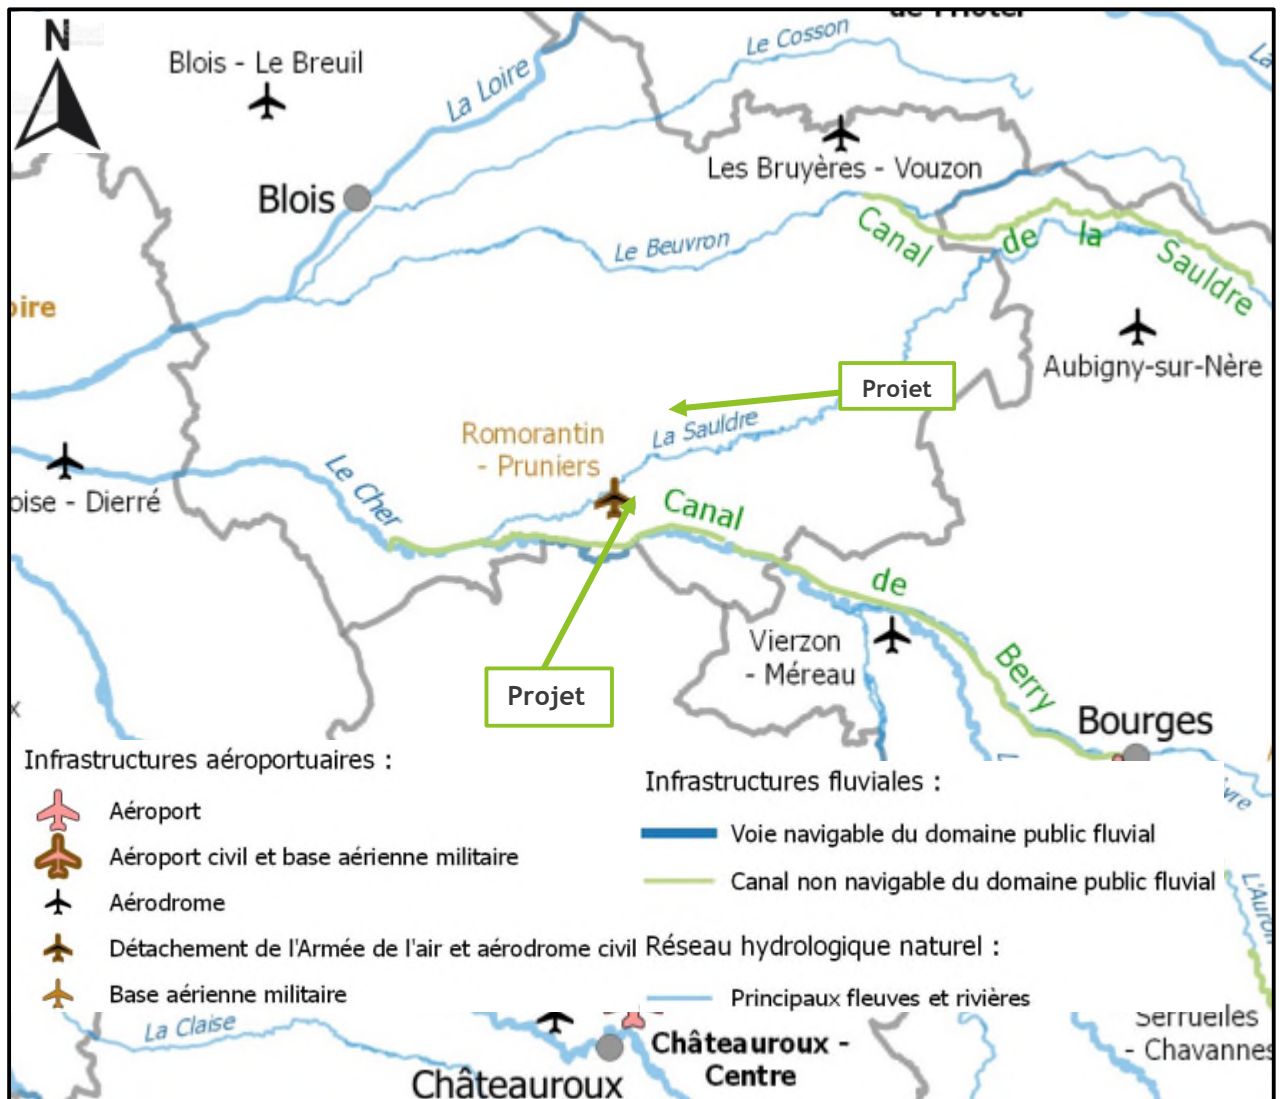 N
de l'Hôtel
Blois - Le Breuil
La Loire
Le Cosson
La
Les Bruyères - Vouzon
Blois
Le Beuvron
Canal
de
la
Sauldre
oire
Aubigny-sur-Nère
Projet
Romorantin
- Pruniers
La Sauldre
oise - Dierré
Le Cher
Canal
de
Vierzon
- Méreau
Berry
Projet
x
Bourges
Infrastructures aéroportuaires :
Aéroport
Aéroport civil et base aérienne militaire
Aérodrome
Détachement de l'Armée de l'air et aérodrome civil
Base aérienne militaire
Infrastructures fluviales :
Voie navigable du domaine public fluvial
Canal non navigable du domaine public fluvial
Réseau hydrologique naturel :
Principaux fleuves et rivières
L'Auron
La Claise
Châteauroux -
Centre
Châteauroux
Serruelles
- Chavannes